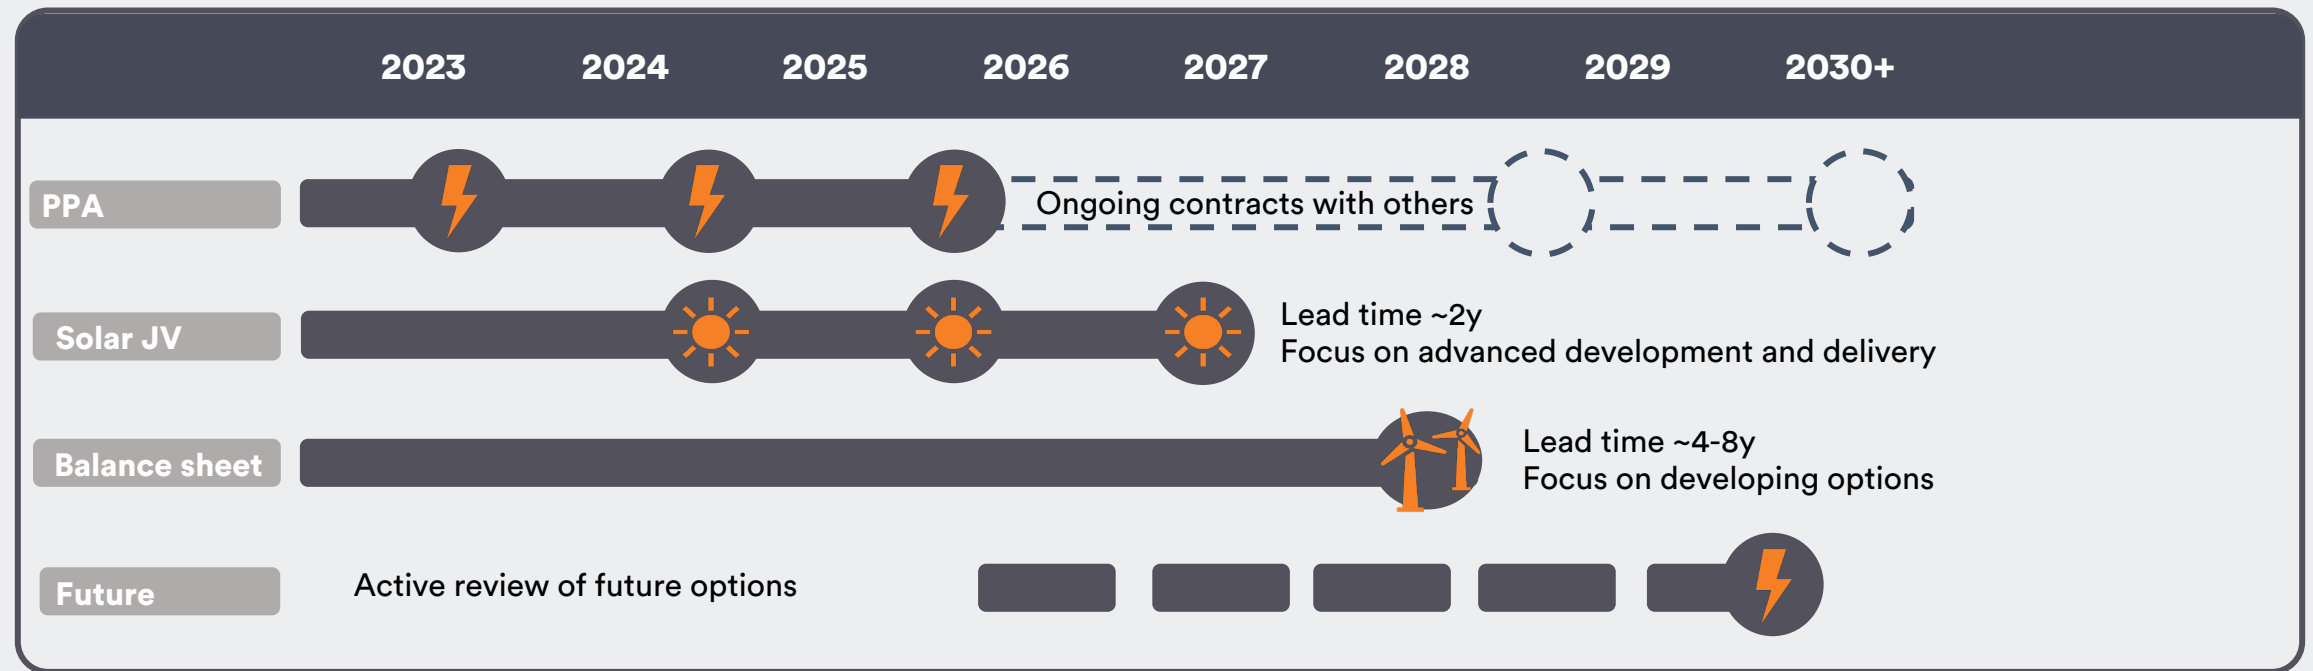 2023 2024 2025 2026 2027 2028 2029 2030+
PPA
Ongoing contracts with others
Solar JV
Lead time ~2y
Focus on advanced development and delivery
Balance sheet
Lead time ~4-8y
Focus on developing options
Future
Active review of future options